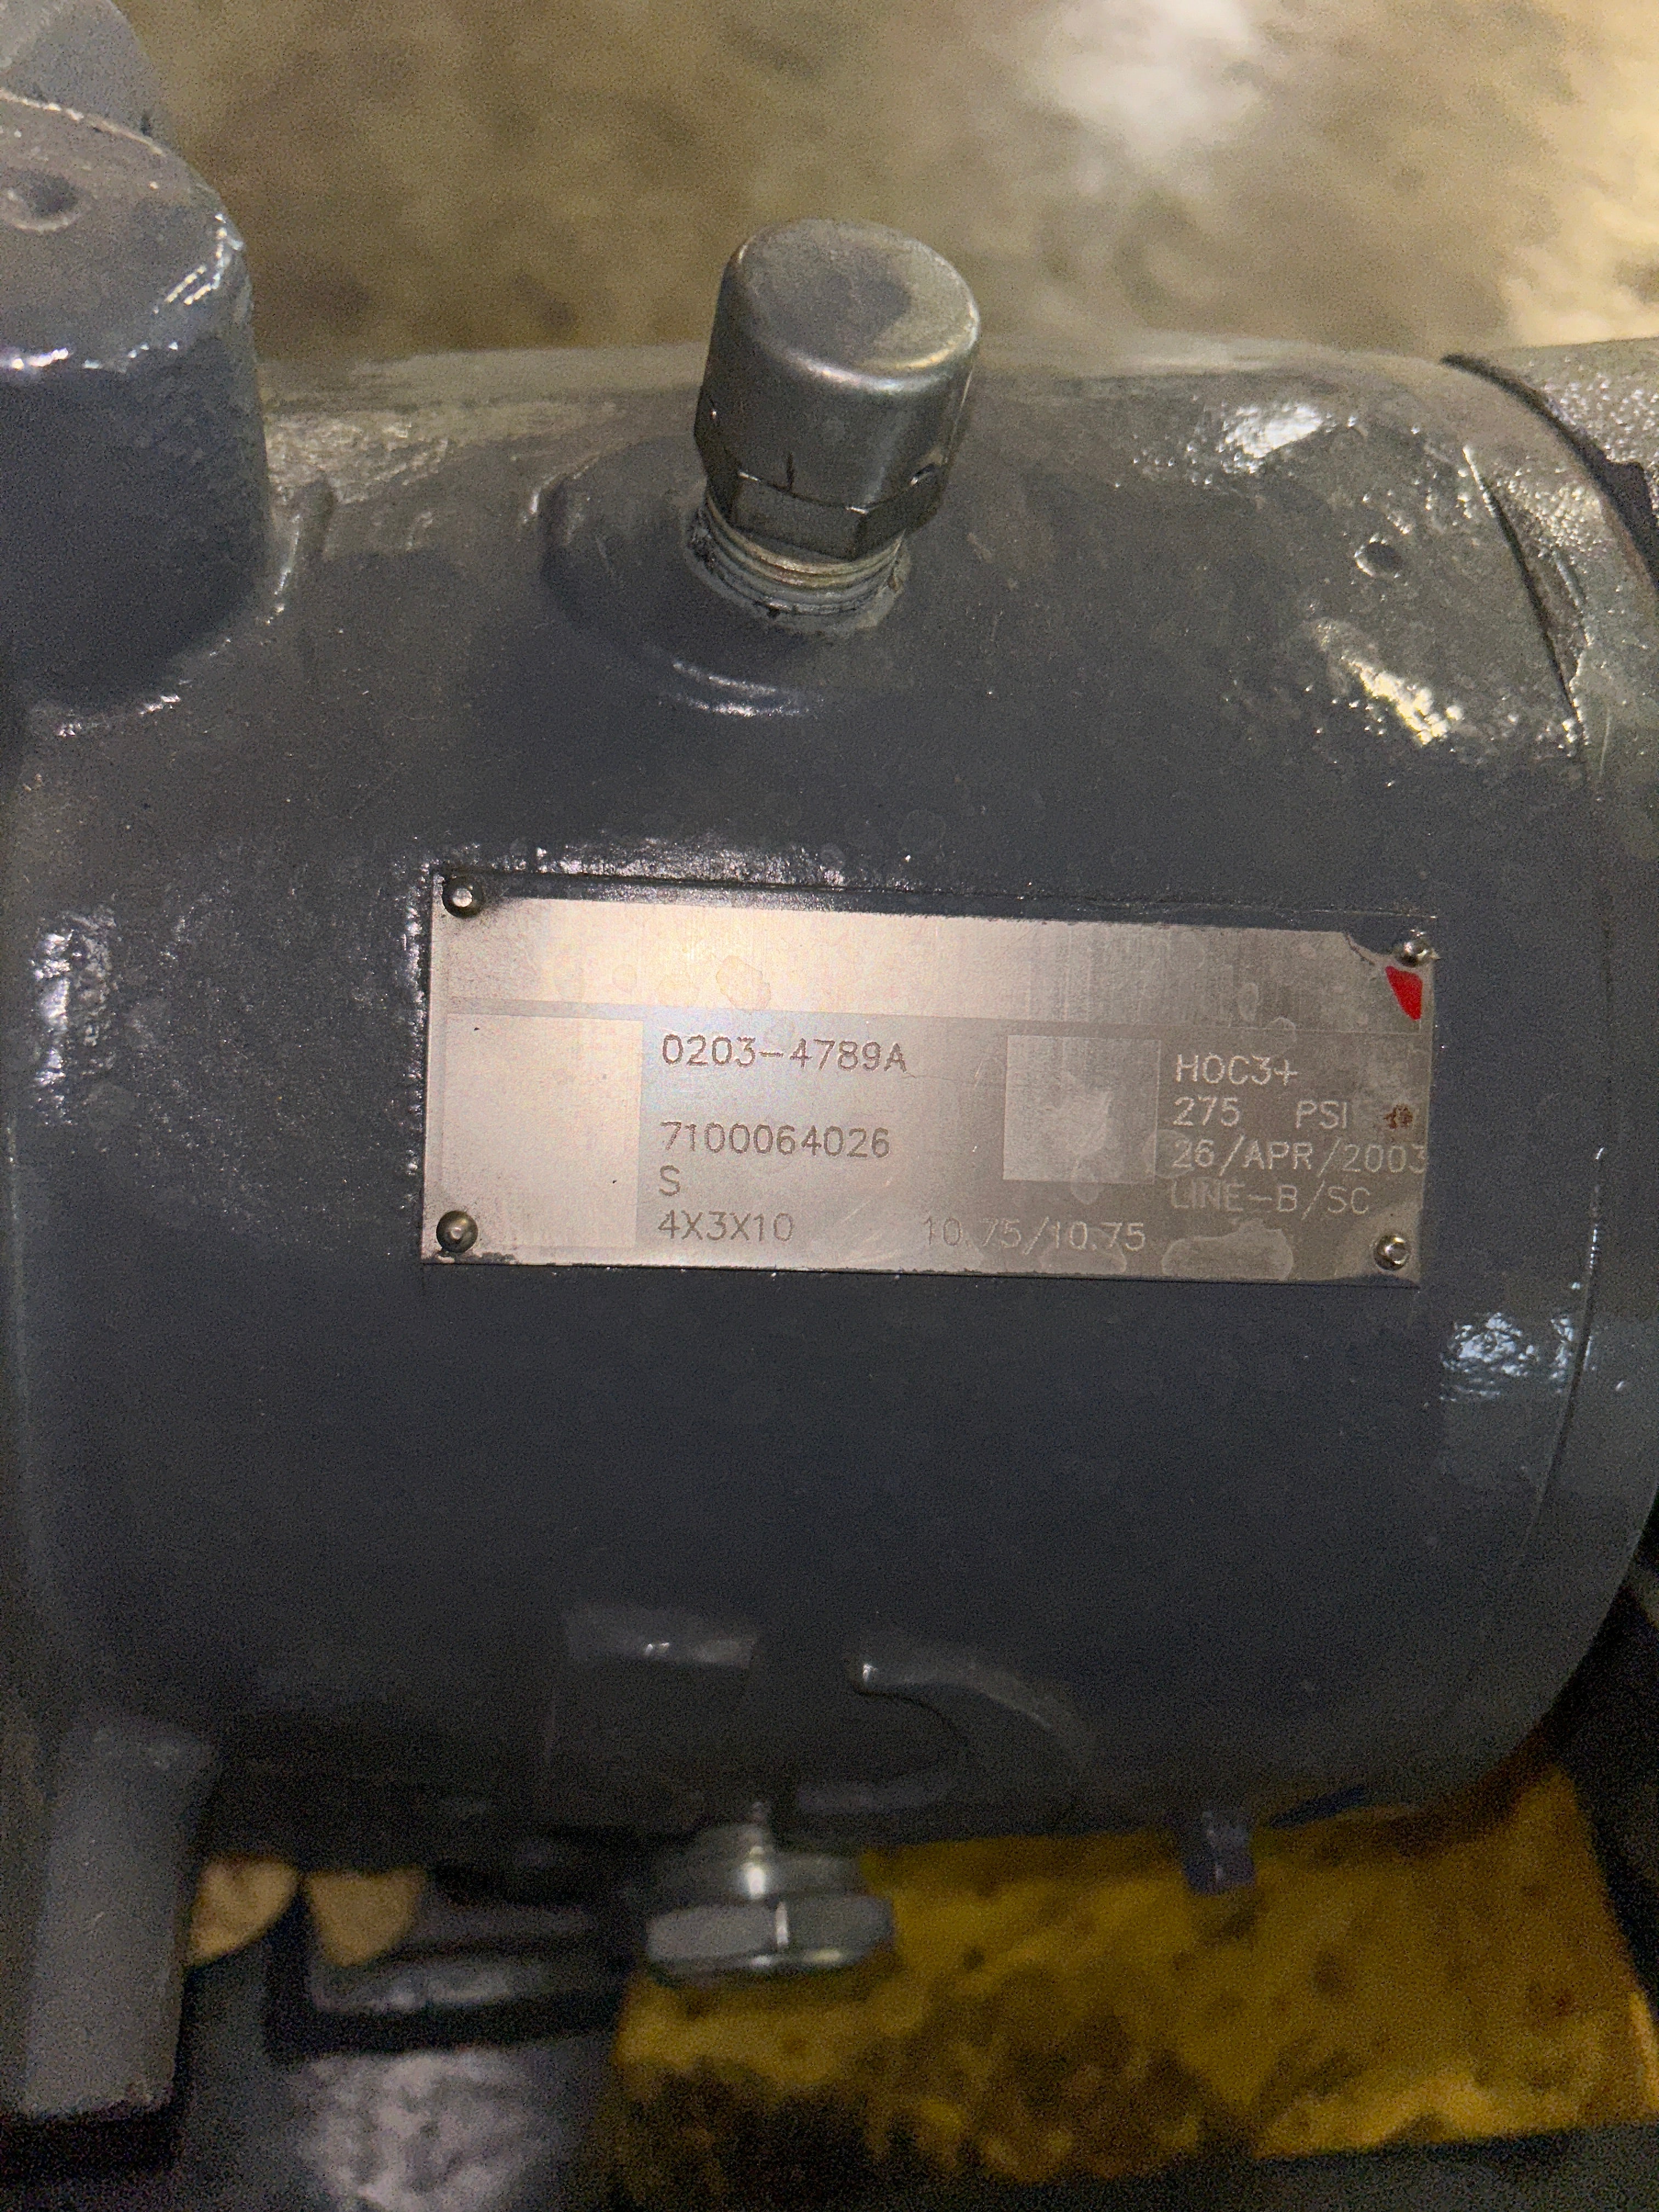 0203-4789A
7100064026
S
4X3X10
10.75/10.75
HOC3+
275 PSI
26/APR/2003
LINE-B/SC